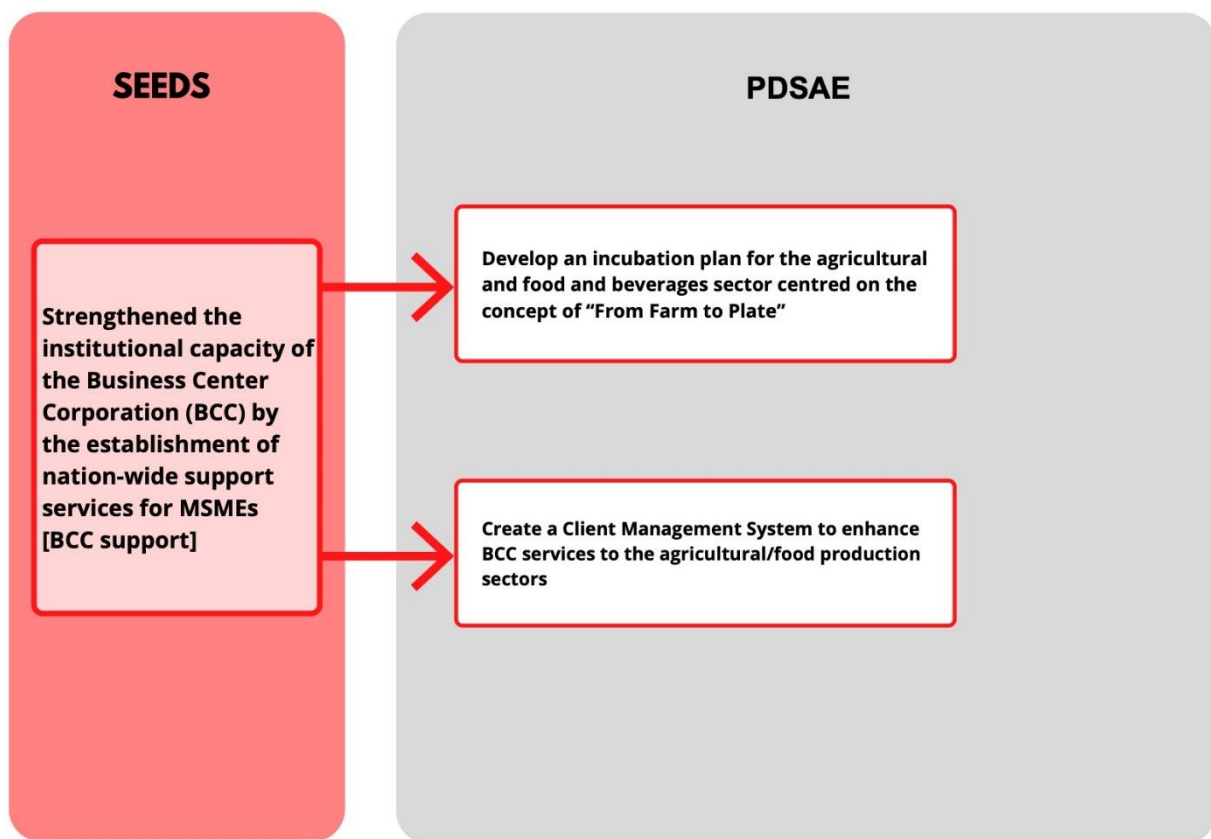 SEEDS
PDSAE
Strengthened the
institutional capacity of
the Business Center
Corporation (BCC) by
the establishment of
nation-wide support
services for MSMEs
[BCC support]
Develop an incubation plan for the agricultural
and food and beverages sector centred on the
concept of “From Farm to Plate”
Create a Client Management System to enhance
BCC services to the agricultural/food production
sectors